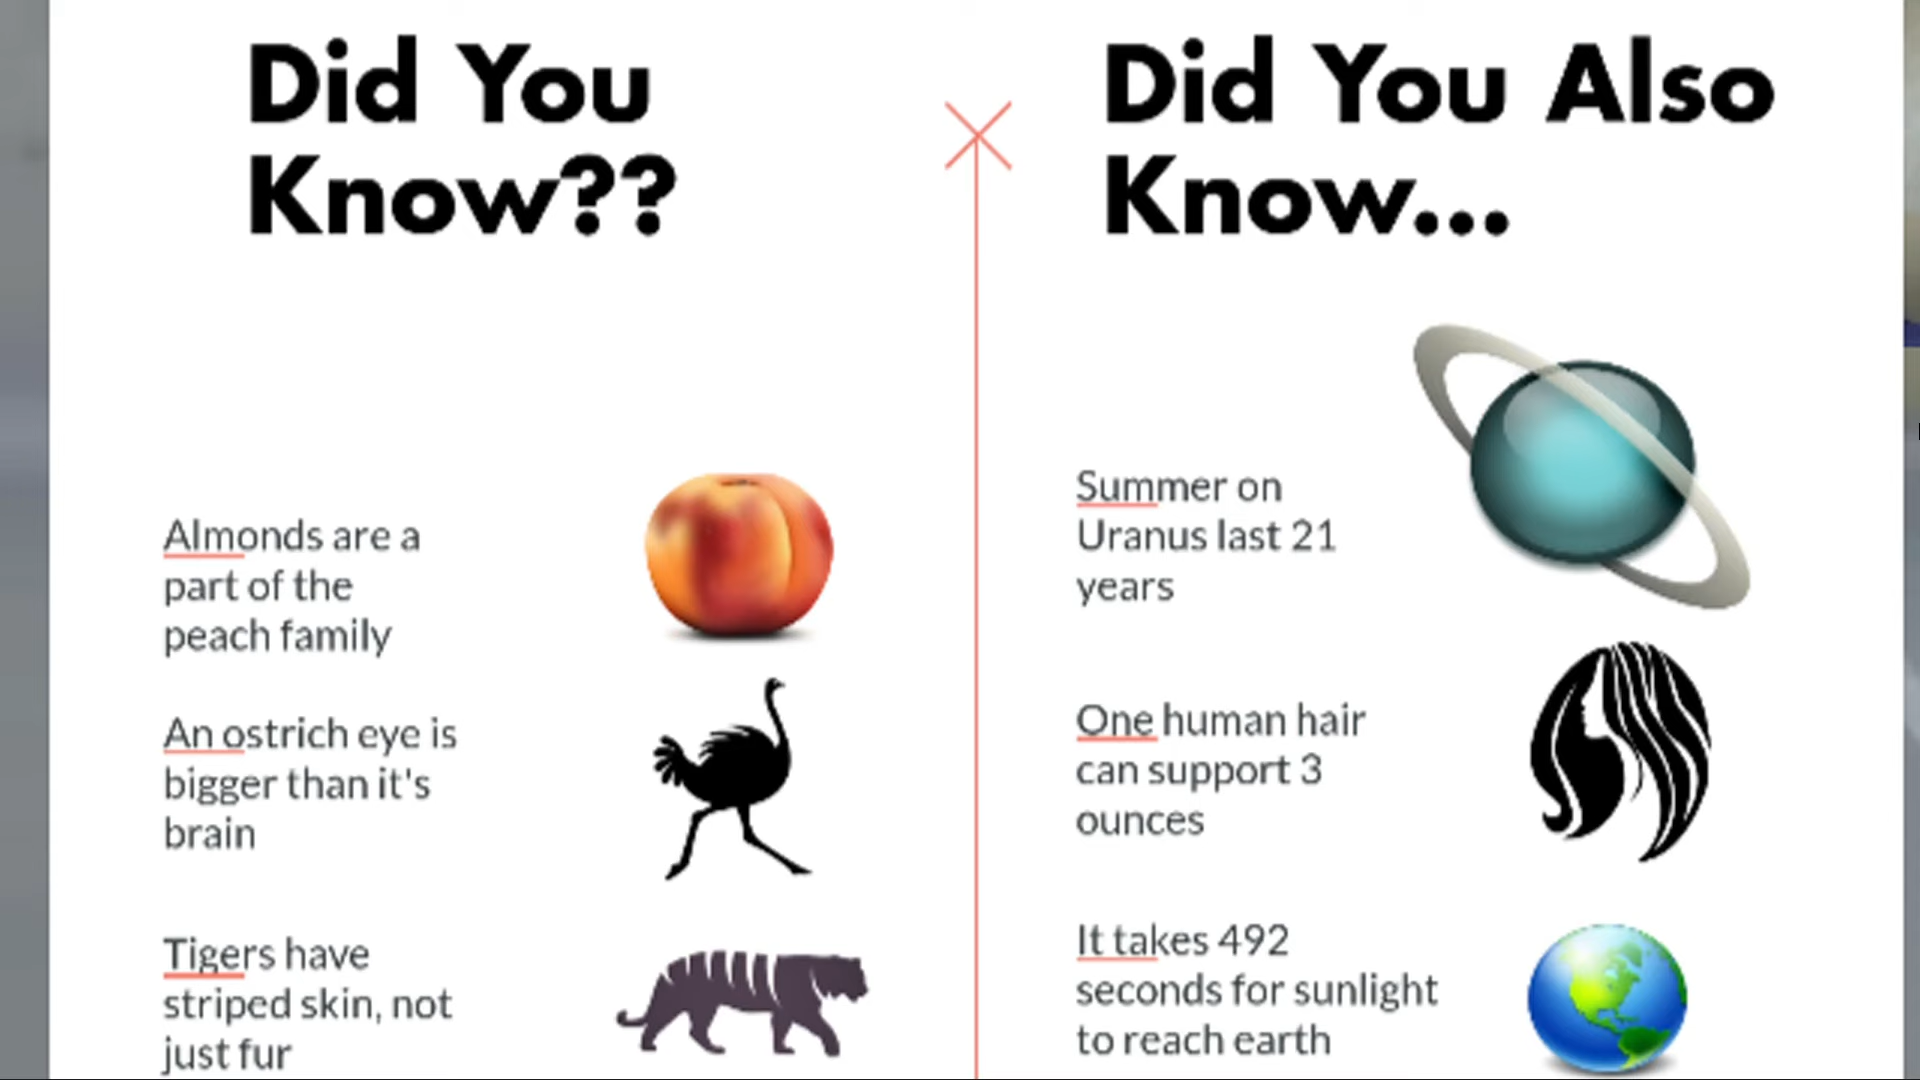 Did You
Know??
Almonds are a
part of the
peach family
An ostrich eye is
bigger than it's
brain
Tigers have
striped skin, not
just fur
Did You Also
Know...
Summer on
Uranus last 21
years
One human hair
can support 3
ounces
It takes 492
seconds for sunlight
to reach earth